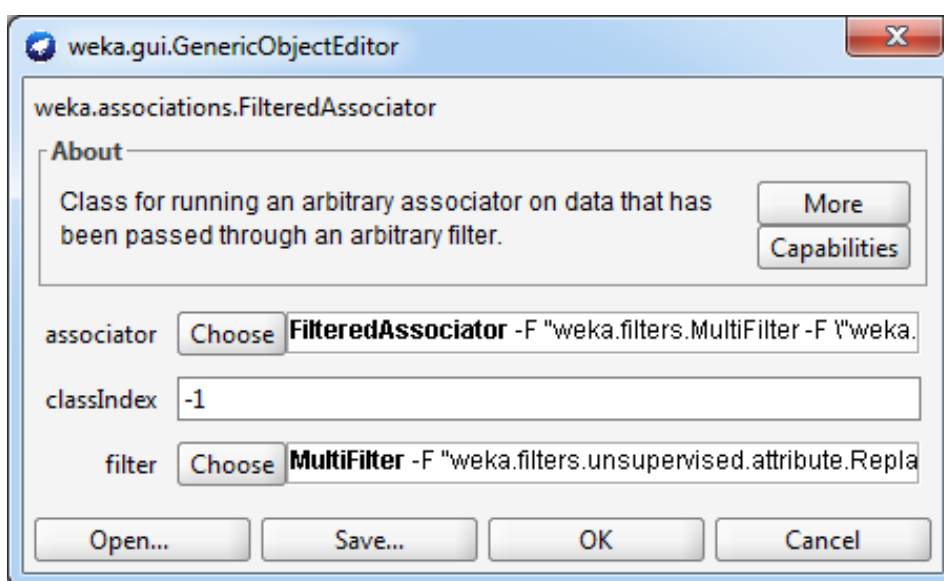 weka.gui.GenericObjectEditor
weka.associations.FilteredAssociator
About
Class for running an arbitrary associator on data that has
been passed through an arbitrary filter.
More
Capabilities
associator Choose FilteredAssociator -F "weka.filters.MultiFilter -F \"weka.
classIndex -1
filter Choose MultiFilter -F "weka.filters.unsupervised.attribute.Repla
Open... Save... OK Cancel